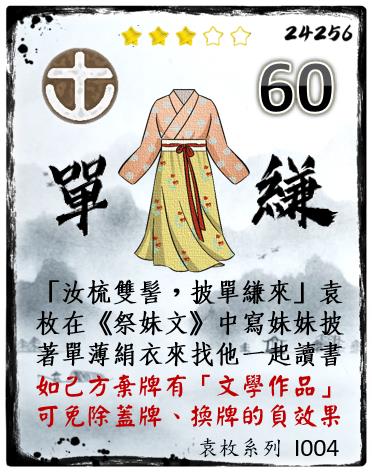 24256
60
單縑
「汝梳雙髻,披單縑來」袁
枚在《祭妹文》中寫妹妹披
著單薄絹衣來找他一起讀書
如己方棄牌有「文學作品」
可免除蓋牌、換牌的負效果
袁枚系列 I004